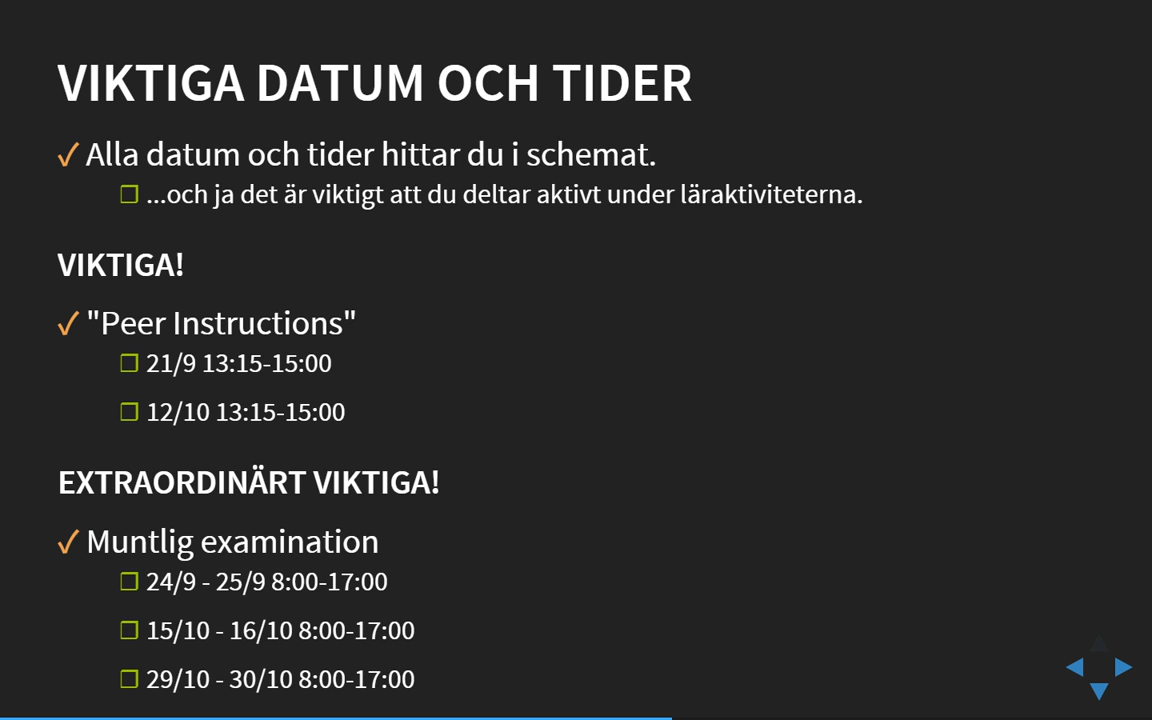 VIKTIGA DATUM OCH TIDER
✓ Alla datum och tider hittar du i schemat.
❐ ...och ja det är viktigt att du deltar aktivt under läraktiviteterna.
VIKTIGA!
✓ "Peer Instructions"
❐ 21/9 13:15-15:00
❐ 12/10 13:15-15:00
EXTRAORDINÄRT VIKTIGA!
✓ Muntlig examination
❐ 24/9 - 25/9 8:00-17:00
❐ 15/10 - 16/10 8:00-17:00
❐ 29/10 - 30/10 8:00-17:00